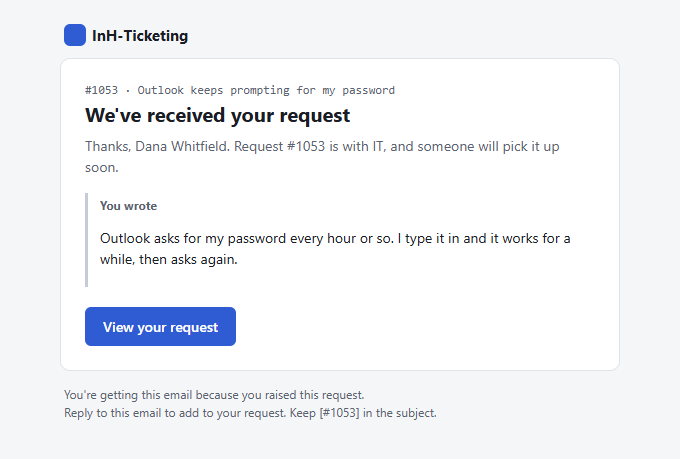 InH-Ticketing
#1053 · Outlook keeps prompting for my password
We've received your request
Thanks, Dana Whitfield. Request #1053 is with IT, and someone will pick it up
soon.
You wrote
Outlook asks for my password every hour or so. I type it in and it works for a
while, then asks again.
View your request
You're getting this email because you raised this request.
Reply to this email to add to your request. Keep [#1053] in the subject.